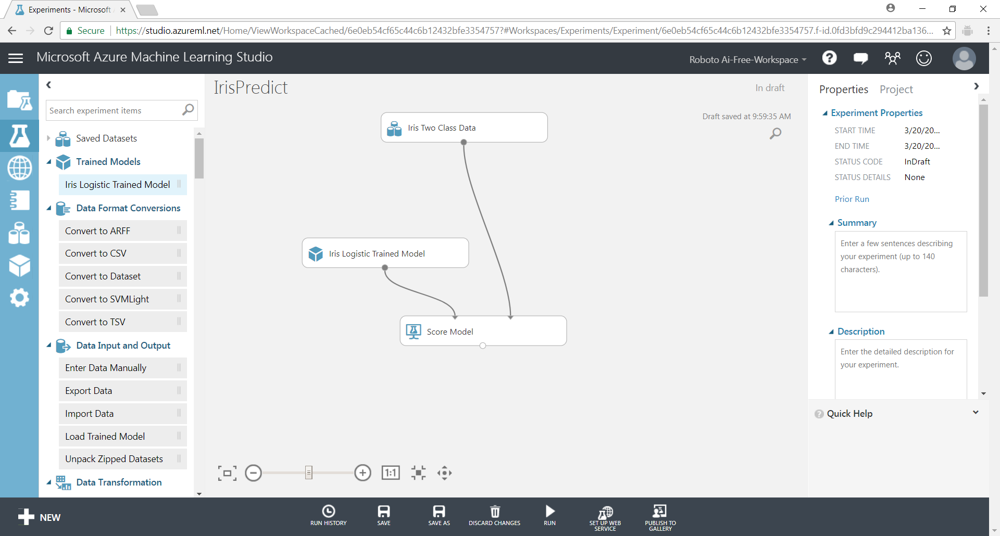 Experiments - Microsoft A
Secure
https://studio.azureml.net/Home/ViewWorkspaceCached/6e0eb54cf65c44c6b12432bfe3354757?#Workspaces/Experiments/Experiment/6e0eb54cf65c44c6b12432bfe3354757.f-id.0fd3bfd9c294412ba136...
Microsoft Azure Machine Learning Studio
Roboto Ai-Free-Workspace
Search experiment items
Saved Datasets
Trained Models
Iris Logistic Trained Model
Data Format Conversions
Convert to ARFF
Convert to CSV
Convert to Dataset
Convert to SVMLight
Convert to TSV
Data Input and Output
Enter Data Manually
Export Data
Import Data
Load Trained Model
Unpack Zipped Datasets
Data Transformation
IrisPredict
In draft
Draft saved at 9:59:35 AM
Iris Two Class Data
Iris Logistic Trained Model
Score Model
1:1
Properties
Project
Experiment Properties
START TIME 3/20/20...
END TIME 3/20/20...
STATUS CODE InDraft
STATUS DETAILS None
Prior Run
Summary
Enter a few sentences describing
your experiment (up to 140
characters).
Description
Enter the detailed description for
your experiment.
Quick Help
NEW
RUN HISTORY
SAVE
SAVE AS
DISCARD CHANGES
RUN
SET UP WEB
SERVICE
PUBLISH TO
GALLERY